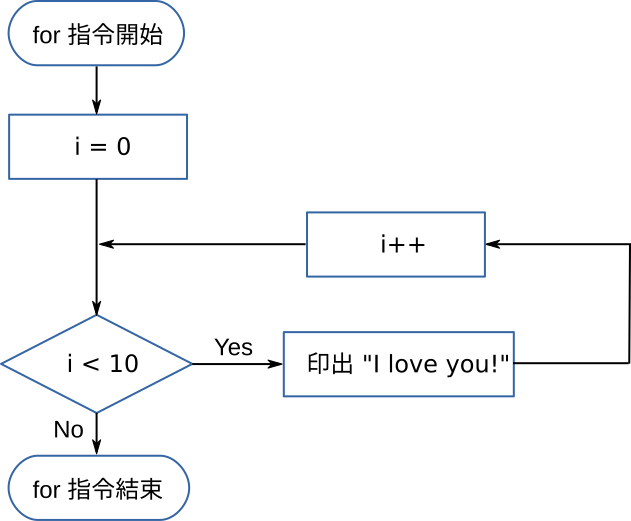 for 指令開始
i = 0
i++
i < 10
Yes
印出 "I love you!"
No
for 指令結束